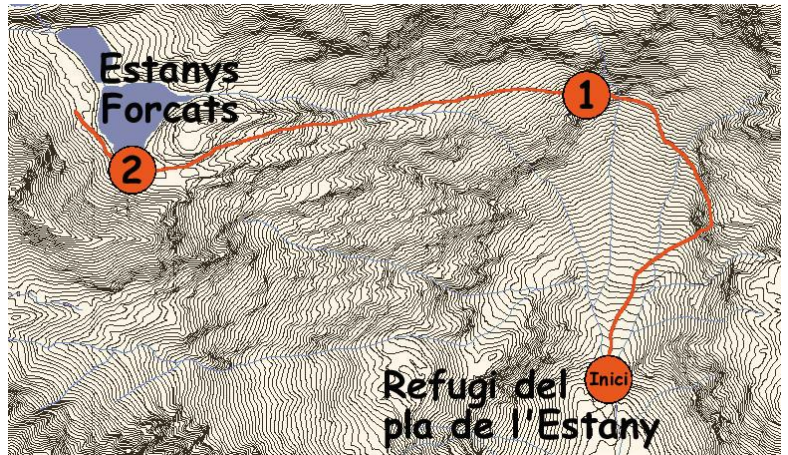 Estanys
Forcats
1
2
Inici
Refugi del
pla de l'Estany